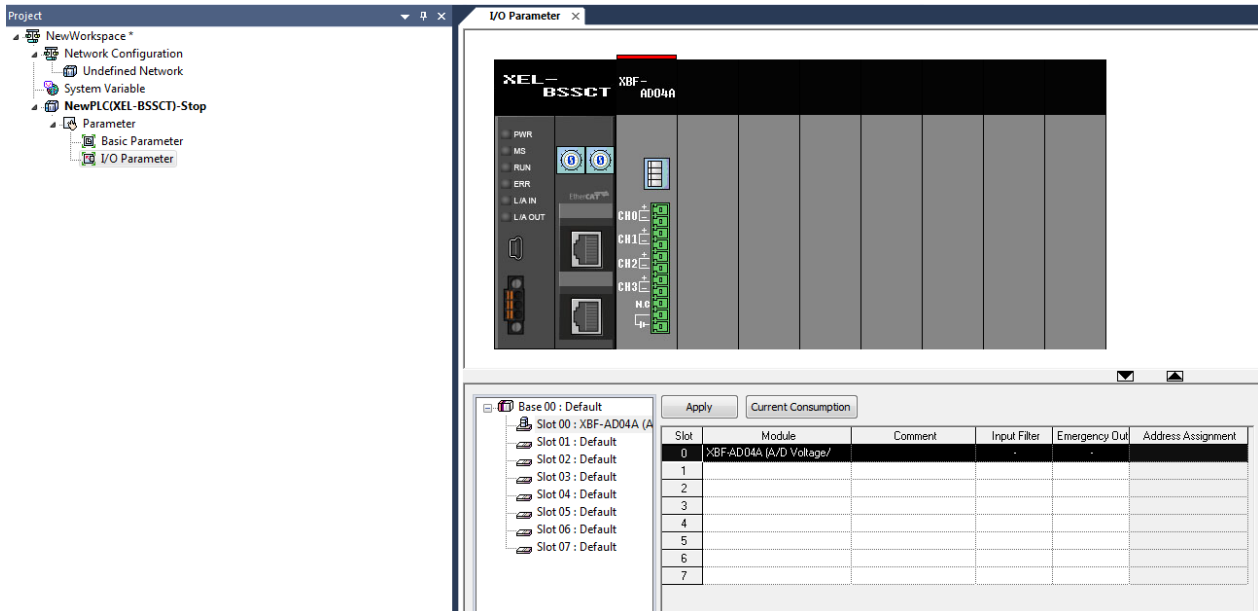 Project
NewWorkspace *
Network Configuration
Undefined Network
System Variable
NewPLC(XEL-BSSCT)-Stop
Parameter
Basic Parameter
I/O Parameter
I/O Parameter
XEL-
BSSCT
XBF-
AD04A
PWR
MS
RUN
ERR
L/A IN
L/A OUT
0 0
EtherCAT
CH0 + -
CH1 + -
CH2 + -
CH3 + -
N.C
Base 00 : Default
Slot 00 : XBF-AD04A (A
Slot 01 : Default
Slot 02 : Default
Slot 03 : Default
Slot 04 : Default
Slot 05 : Default
Slot 06 : Default
Slot 07 : Default
Apply Current Consumption
Slot Module Comment Input Filter Emergency Out Address Assignment
0 XBF-AD04A (A/D Voltage/ - -
1
2
3
4
5
6
7